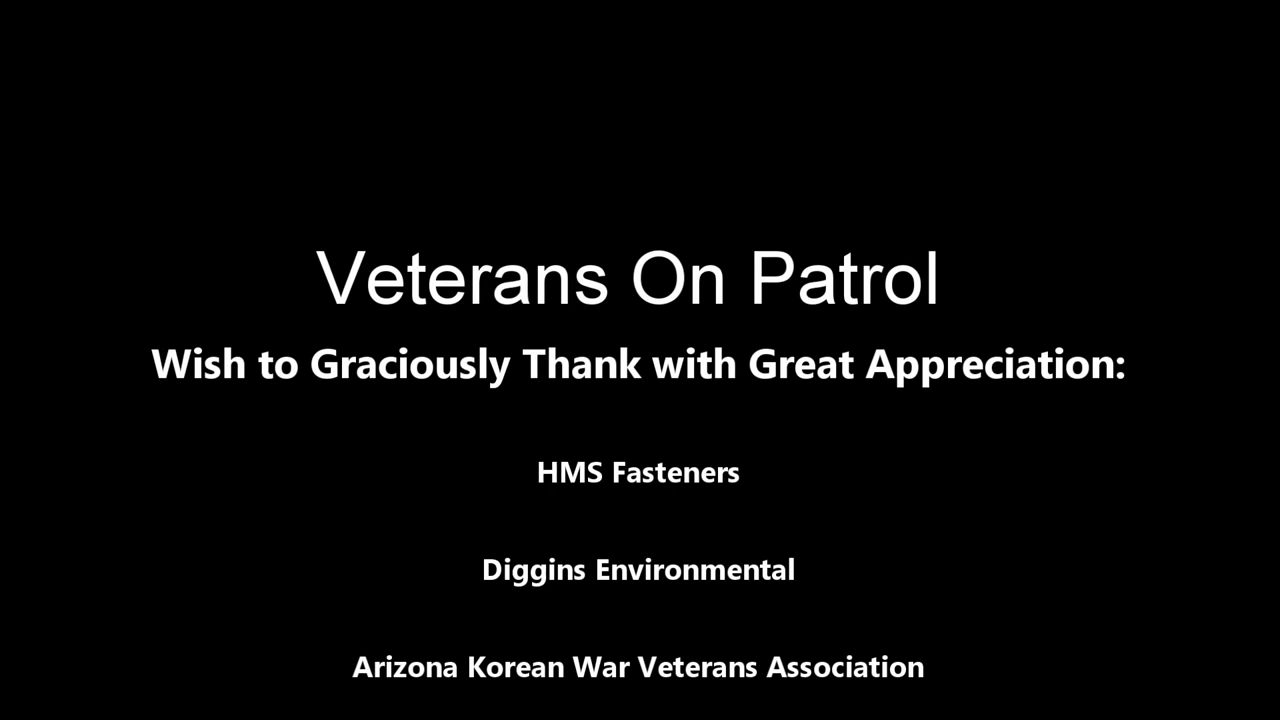 Veterans On Patrol
Wish to Graciously Thank with Great Appreciation:
HMS Fasteners
Diggins Environmental
Arizona Korean War Veterans Association